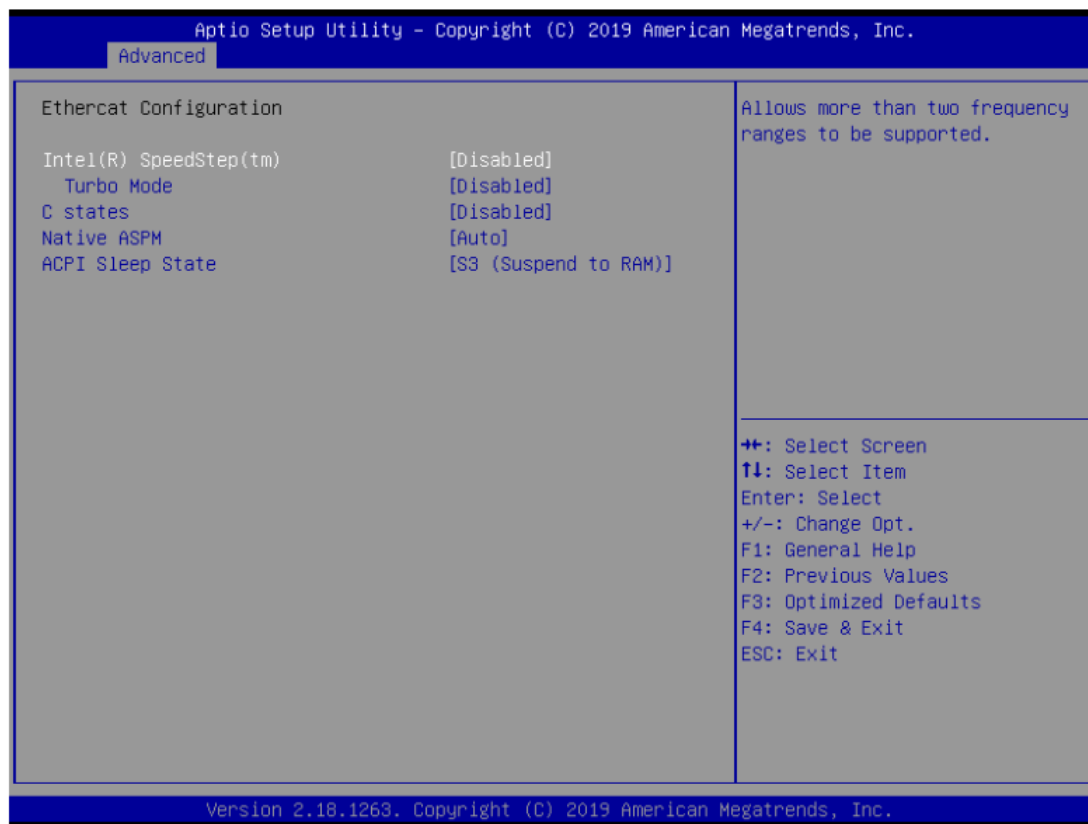 Aptio Setup Utility – Copyright (C) 2019 American Megatrends, Inc.
Advanced
Ethercat Configuration
Intel(R) SpeedStep(tm) [Disabled]
Turbo Mode [Disabled]
C states [Disabled]
Native ASPM [Auto]
ACPI Sleep State [S3 (Suspend to RAM)]
Allows more than two frequency
ranges to be supported.
→←: Select Screen
↑↓: Select Item
Enter: Select
+/-: Change Opt.
F1: General Help
F2: Previous Values
F3: Optimized Defaults
F4: Save & Exit
ESC: Exit
Version 2.18.1263. Copyright (C) 2019 American Megatrends, Inc.